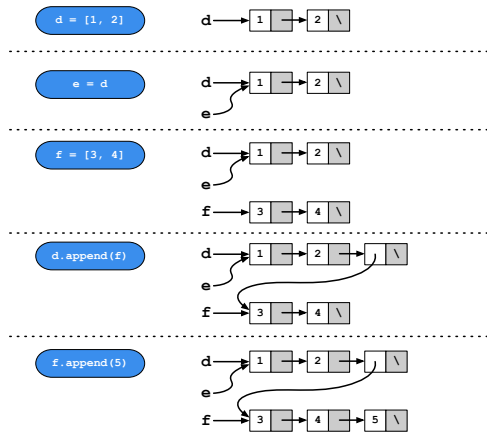 d = [1, 2]
d 1 2 \
e = d
d 1 2 \
e
f = [3, 4]
d 1 2 \
e
f 3 4 \
d.append(f)
d 1 2 \
e
f 3 4 \
f.append(5)
d 1 2 \
e
f 3 4 5 \